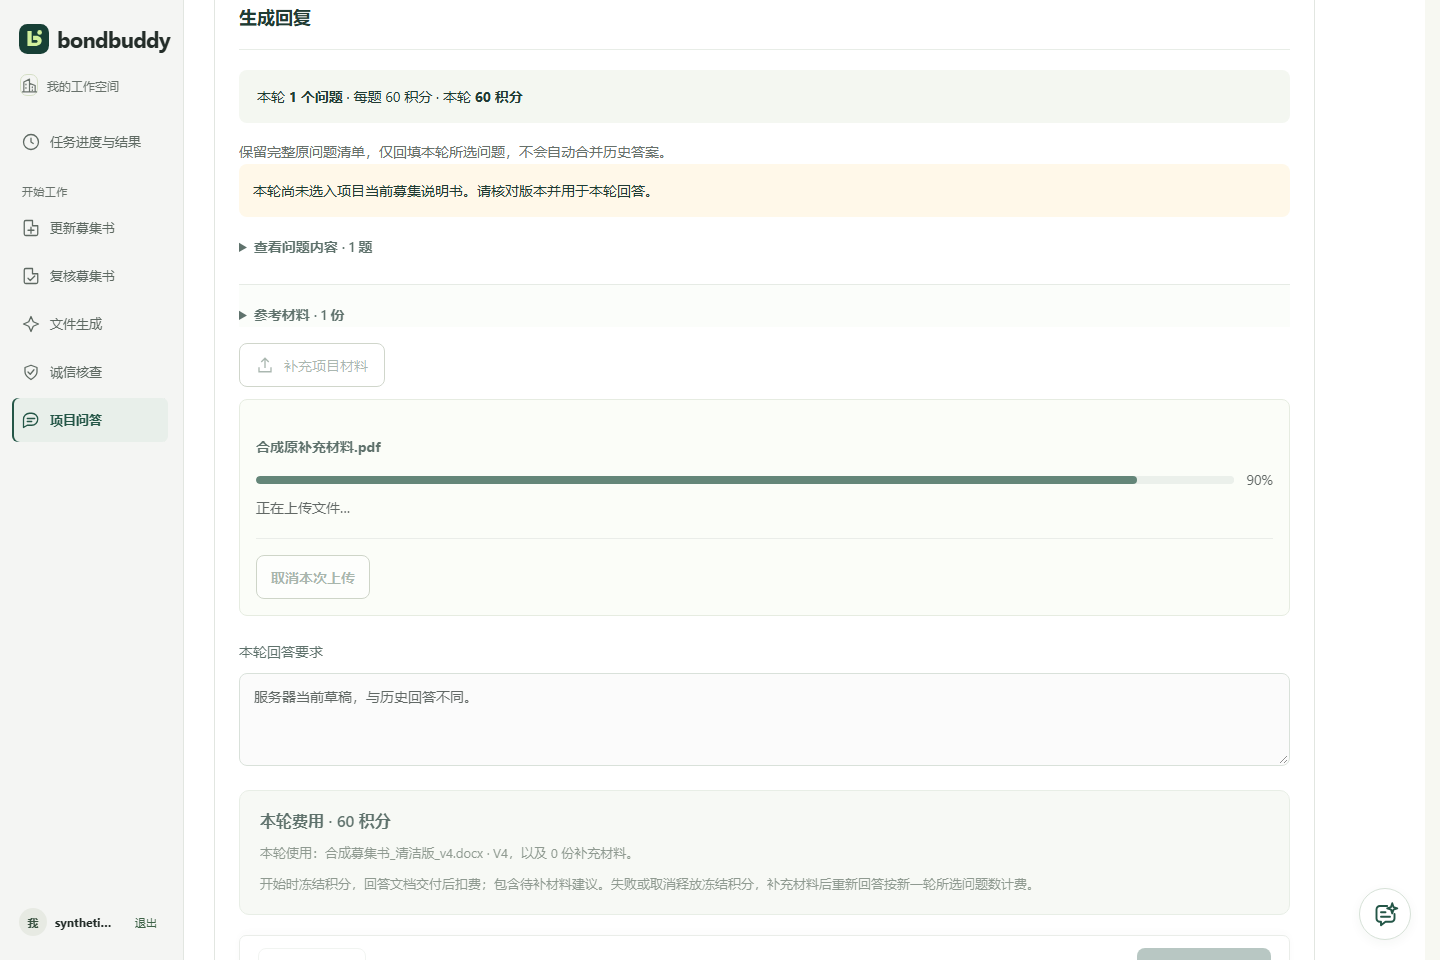 bondbuddy
我的工作空间
任务进度与结果
开始工作
更新募集书
复核募集书
文件生成
诚信核查
项目问答
我 syntheti... 退出
生成回复
本轮 1 个问题 · 每题 60 积分 · 本轮 60 积分
保留完整原问题清单，仅回填本轮所选问题，不会自动合并历史答案。
本轮尚未选入项目当前募集说明书。请核对版本并用于本轮回答。
查看问题内容 · 1 题
参考材料 · 1 份
补充项目材料
合成原补充材料.pdf
90%
正在上传文件...
取消本次上传
本轮回答要求
服务器当前草稿，与历史回答不同。
本轮费用 · 60 积分
本轮使用：合成募集书_清洁版_v4.docx · V4，以及 0 份补充材料。
开始时冻结积分，回答文档交付后扣费；包含待补材料建议。失败或取消释放冻结积分，补充材料后重新回答按新一轮所选问题数计费。